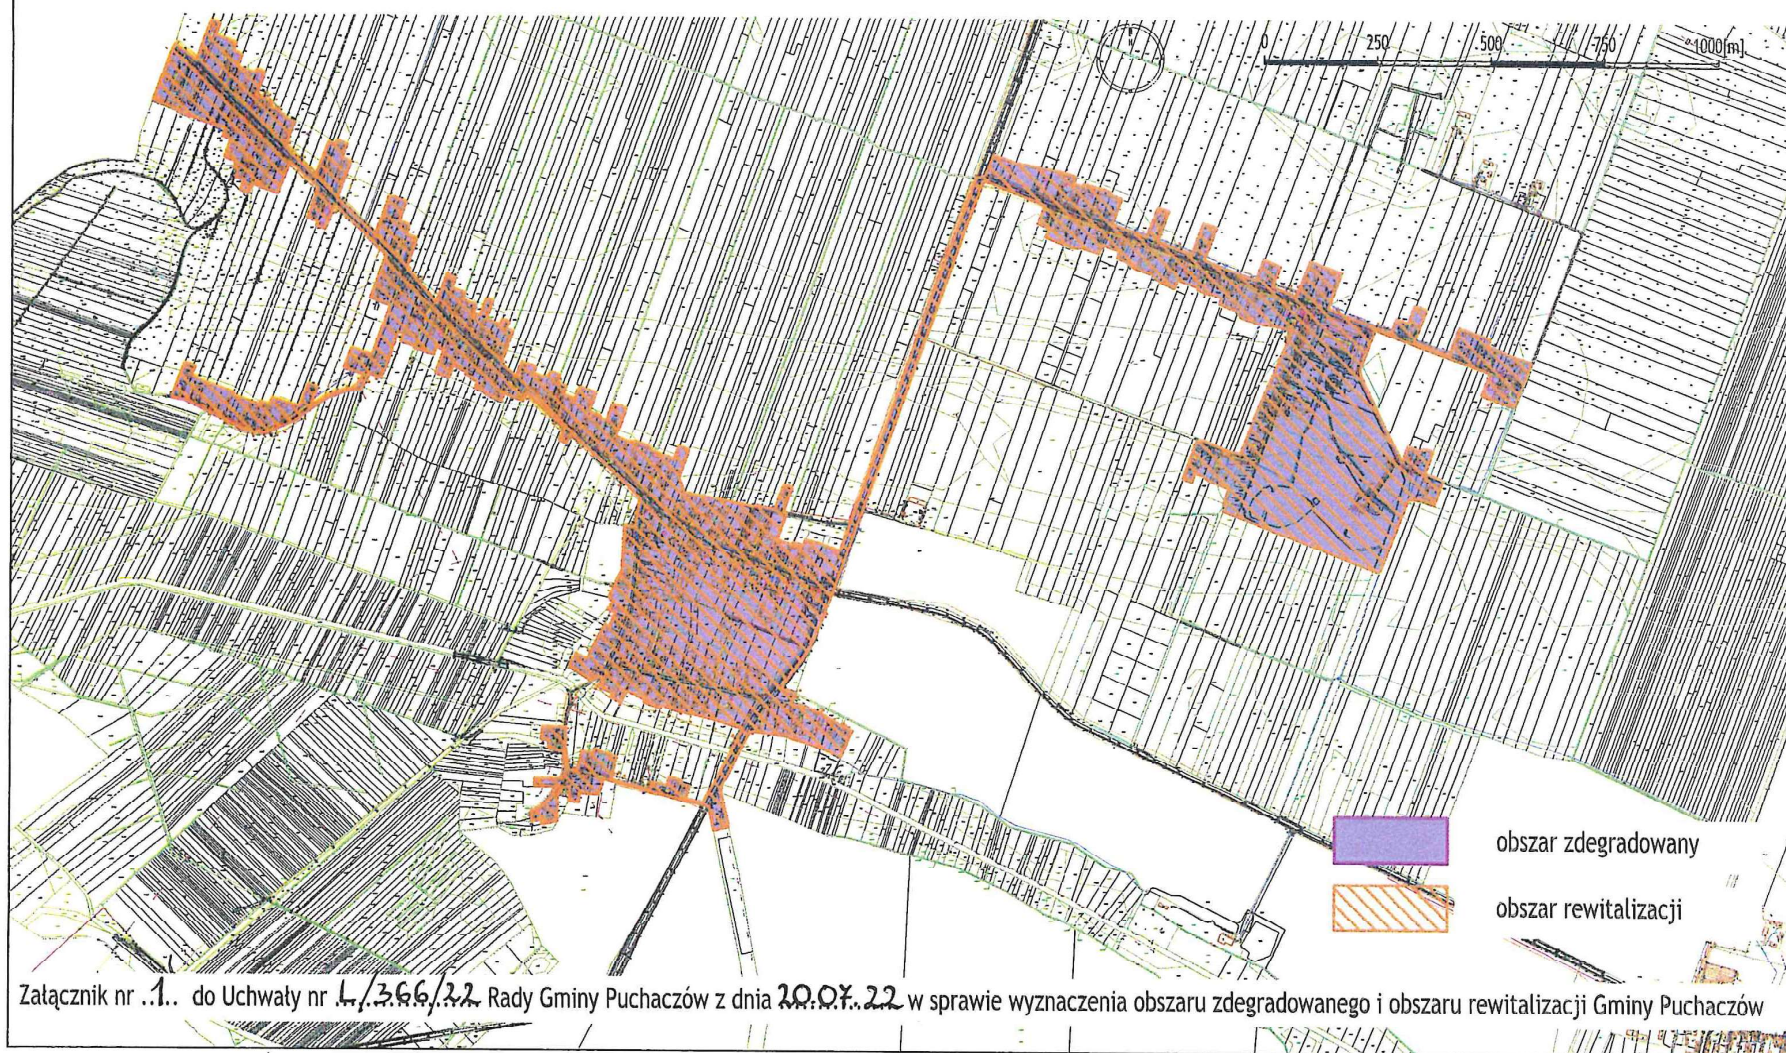 0 250 500 750 1000[m]
obszar zdegradowany
obszar rewitalizacji
Załącznik nr .1.. do Uchwały nr L/366/22 Rady Gminy Puchaczów z dnia 20.07.22 w sprawie wyznaczenia obszaru zdegradowanego i obszaru rewitalizacji Gminy Puchaczów